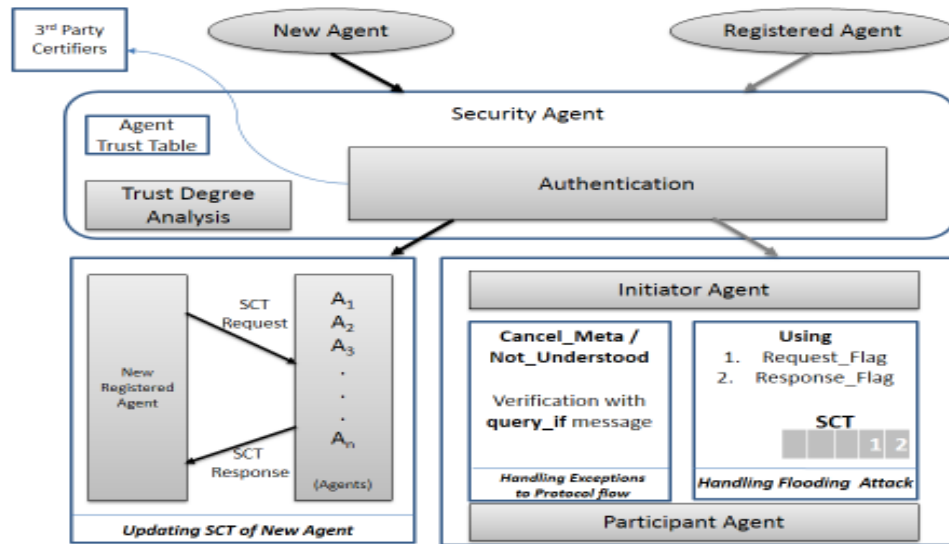 3rd Party
Certifiers
New Agent
Registered Agent
Security Agent
Agent
Trust Table
Authentication
Trust Degree
Analysis
SCT
Request
New
Registered
Agent
SCT
Response
A1
A2
A3
.
.
.
An
(Agents)
Updating SCT of New Agent
Initiator Agent
Cancel_Meta /
Not_Understood
Verification with
query_if message
Handling Exceptions
to Protocol flow
Using
1. Request_Flag
2. Response_Flag
SCT
1 2
Handling Flooding Attack
Participant Agent